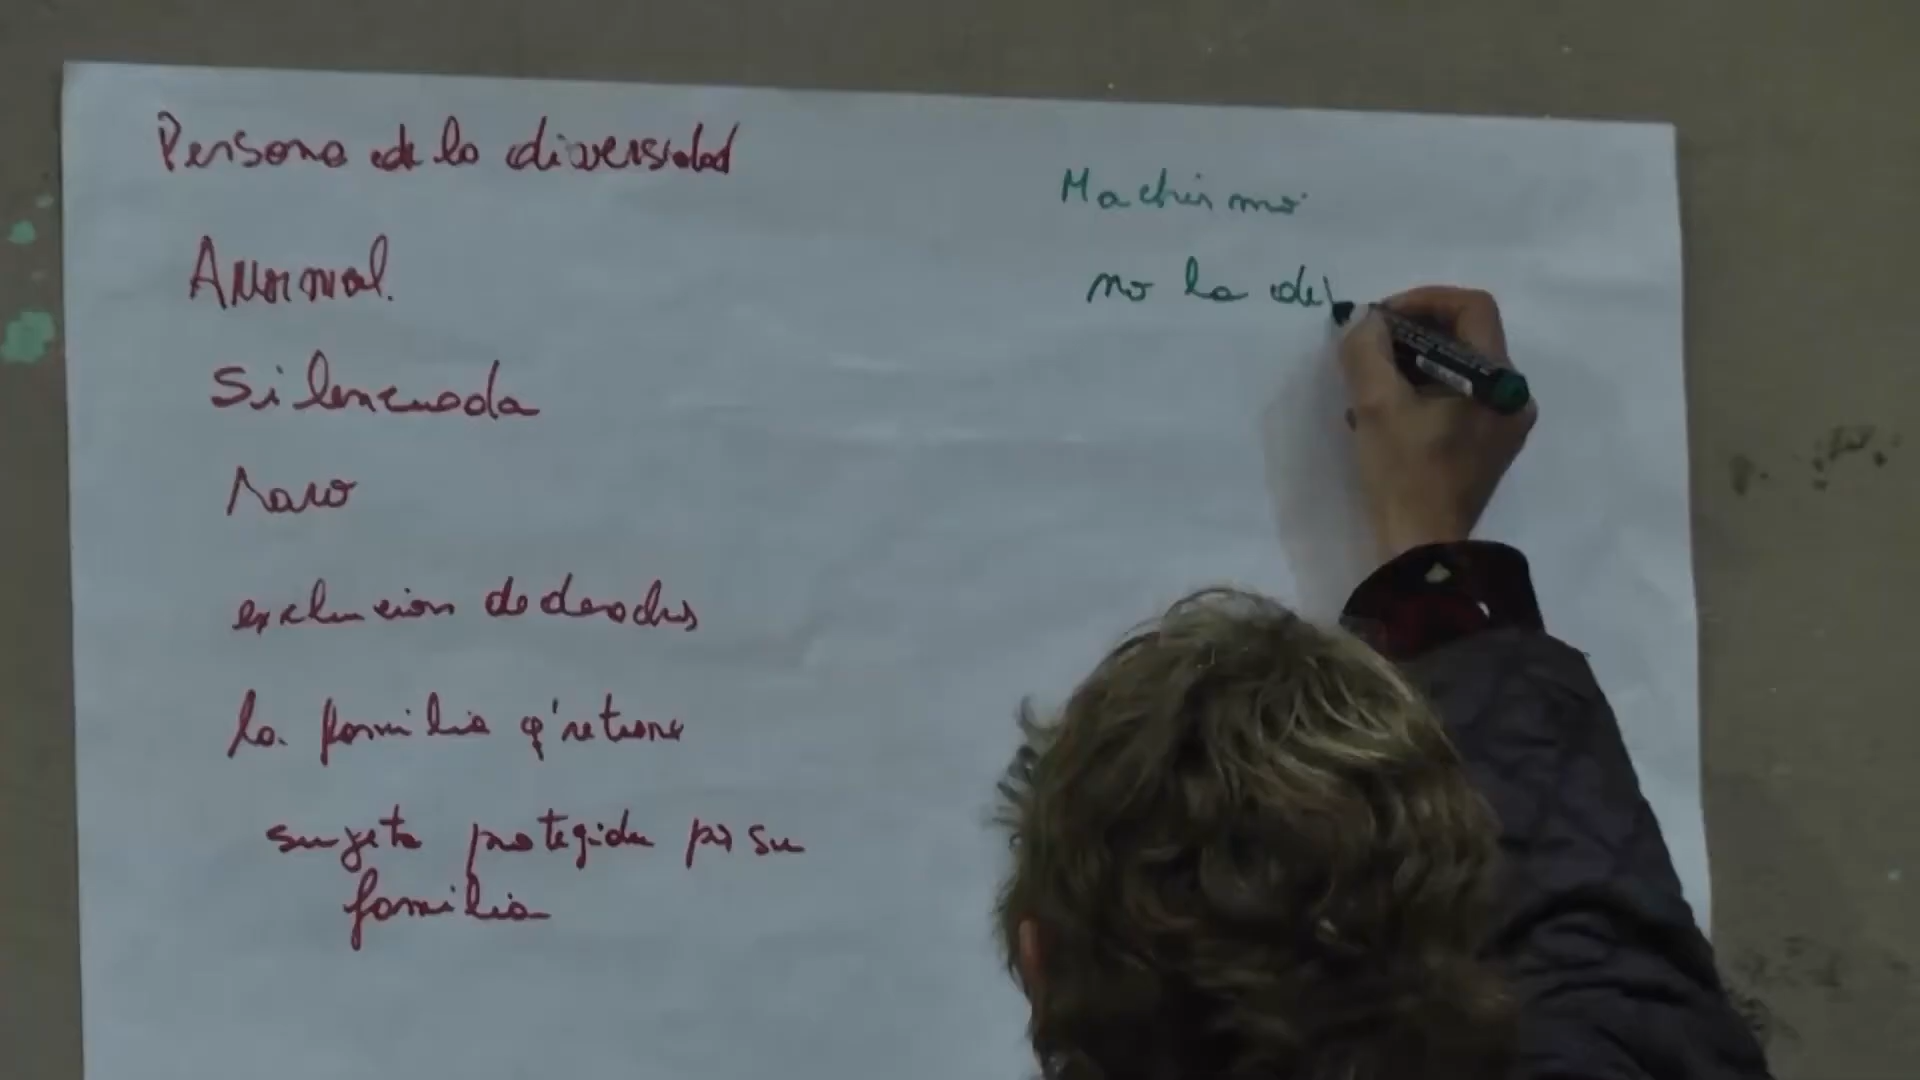 Persona de la diversidad
Anormal.
Silenciada
raro
exclusion de derechos
la familia q' retiene
sujeta protegida por su
familia
Machismo
no la de